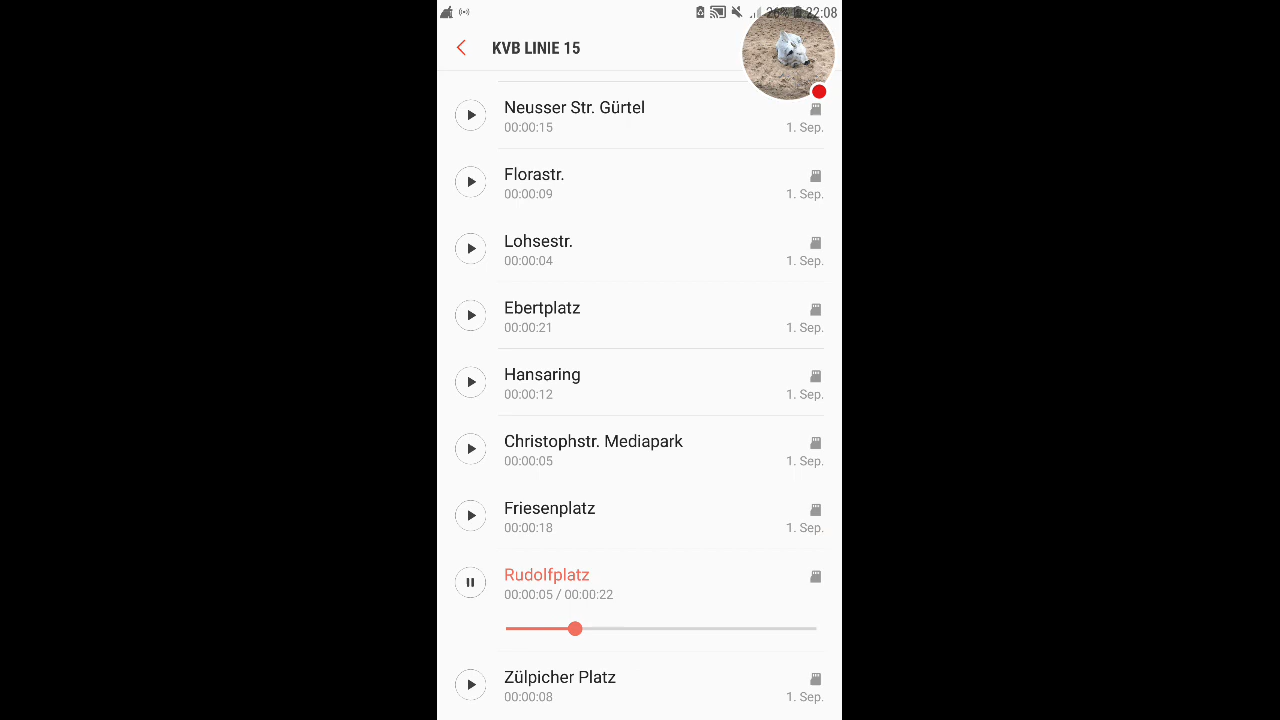 26% 22:08
KVB LINIE 15
Neusser Str. Gürtel
00:00:15
1. Sep.
Florastr.
00:00:09
1. Sep.
Lohsestr.
00:00:04
1. Sep.
Ebertplatz
00:00:21
1. Sep.
Hansaring
00:00:12
1. Sep.
Christophstr. Mediapark
00:00:05
1. Sep.
Friesenplatz
00:00:18
1. Sep.
Rudolfplatz
00:00:05 / 00:00:22
Zülpicher Platz
00:00:08
1. Sep.